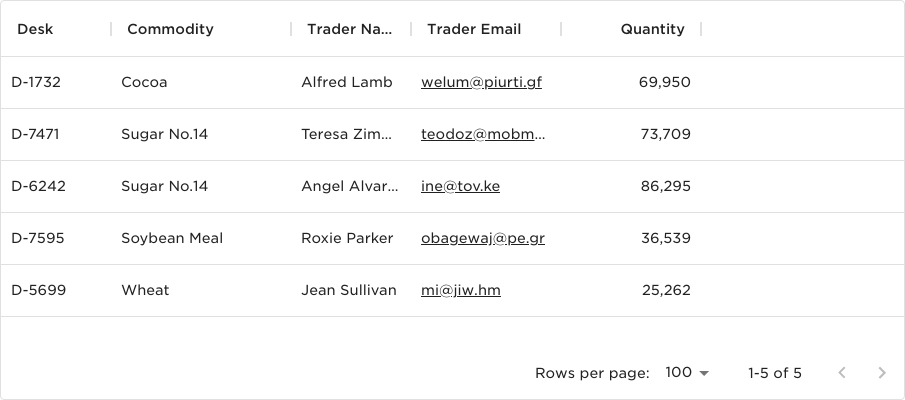 Desk Commodity Trader Na... Trader Email Quantity
D-1732 Cocoa Alfred Lamb welum@piurti.gf 69,950
D-7471 Sugar No.14 Teresa Zim... teodoz@mobm... 73,709
D-6242 Sugar No.14 Angel Alvar... ine@tov.ke 86,295
D-7595 Soybean Meal Roxie Parker obagewaj@pe.gr 36,539
D-5699 Wheat Jean Sullivan mi@jiw.hm 25,262
Rows per page: 100 1-5 of 5